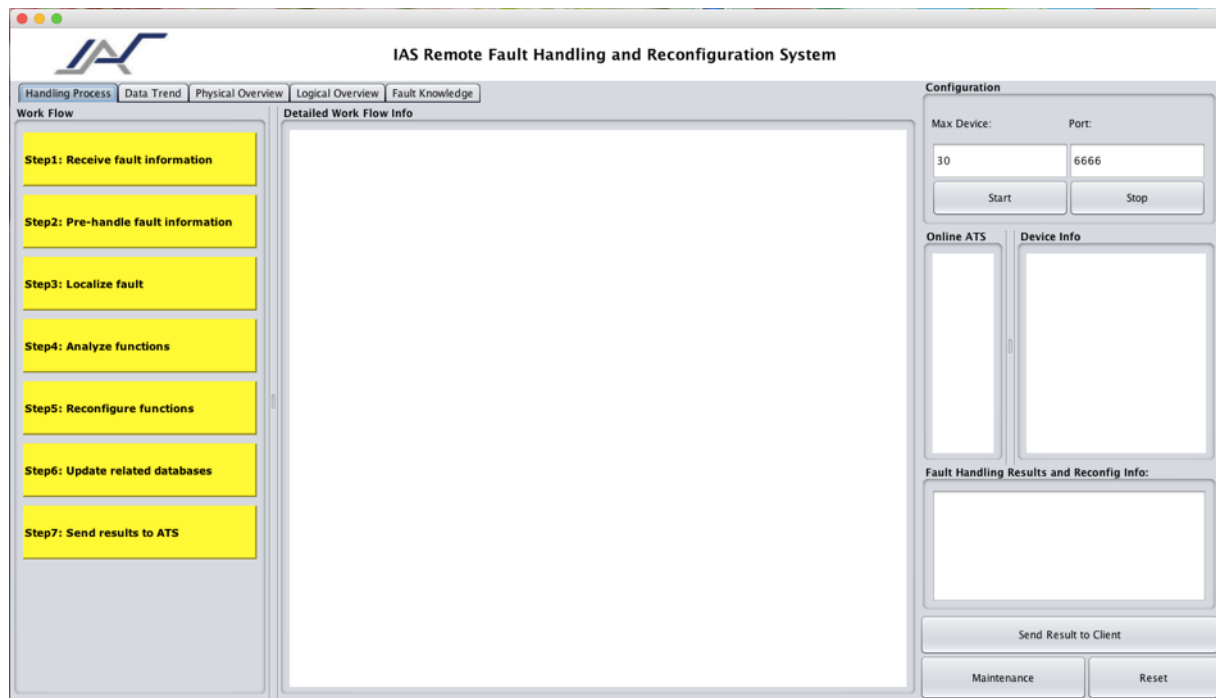 IAS
IAS Remote Fault Handling and Reconfiguration System
Handling Process Data Trend Physical Overview Logical Overview Fault Knowledge
Work Flow
Step1: Receive fault information
Step2: Pre-handle fault information
Step3: Localize fault
Step4: Analyze functions
Step5: Reconfigure functions
Step6: Update related databases
Step7: Send results to ATS
Detailed Work Flow Info
Configuration
Max Device: Port:
30 6666
Start Stop
Online ATS Device Info
Fault Handling Results and Reconfig Info:
Send Result to Client
Maintenance Reset